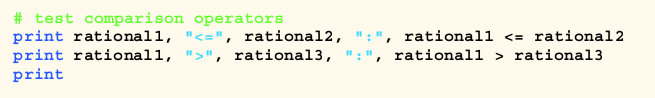 # test comparison operators
print rational1, "<=", rational2, ":", rational1 <= rational2
print rational1, ">", rational3, ":", rational1 > rational3
print